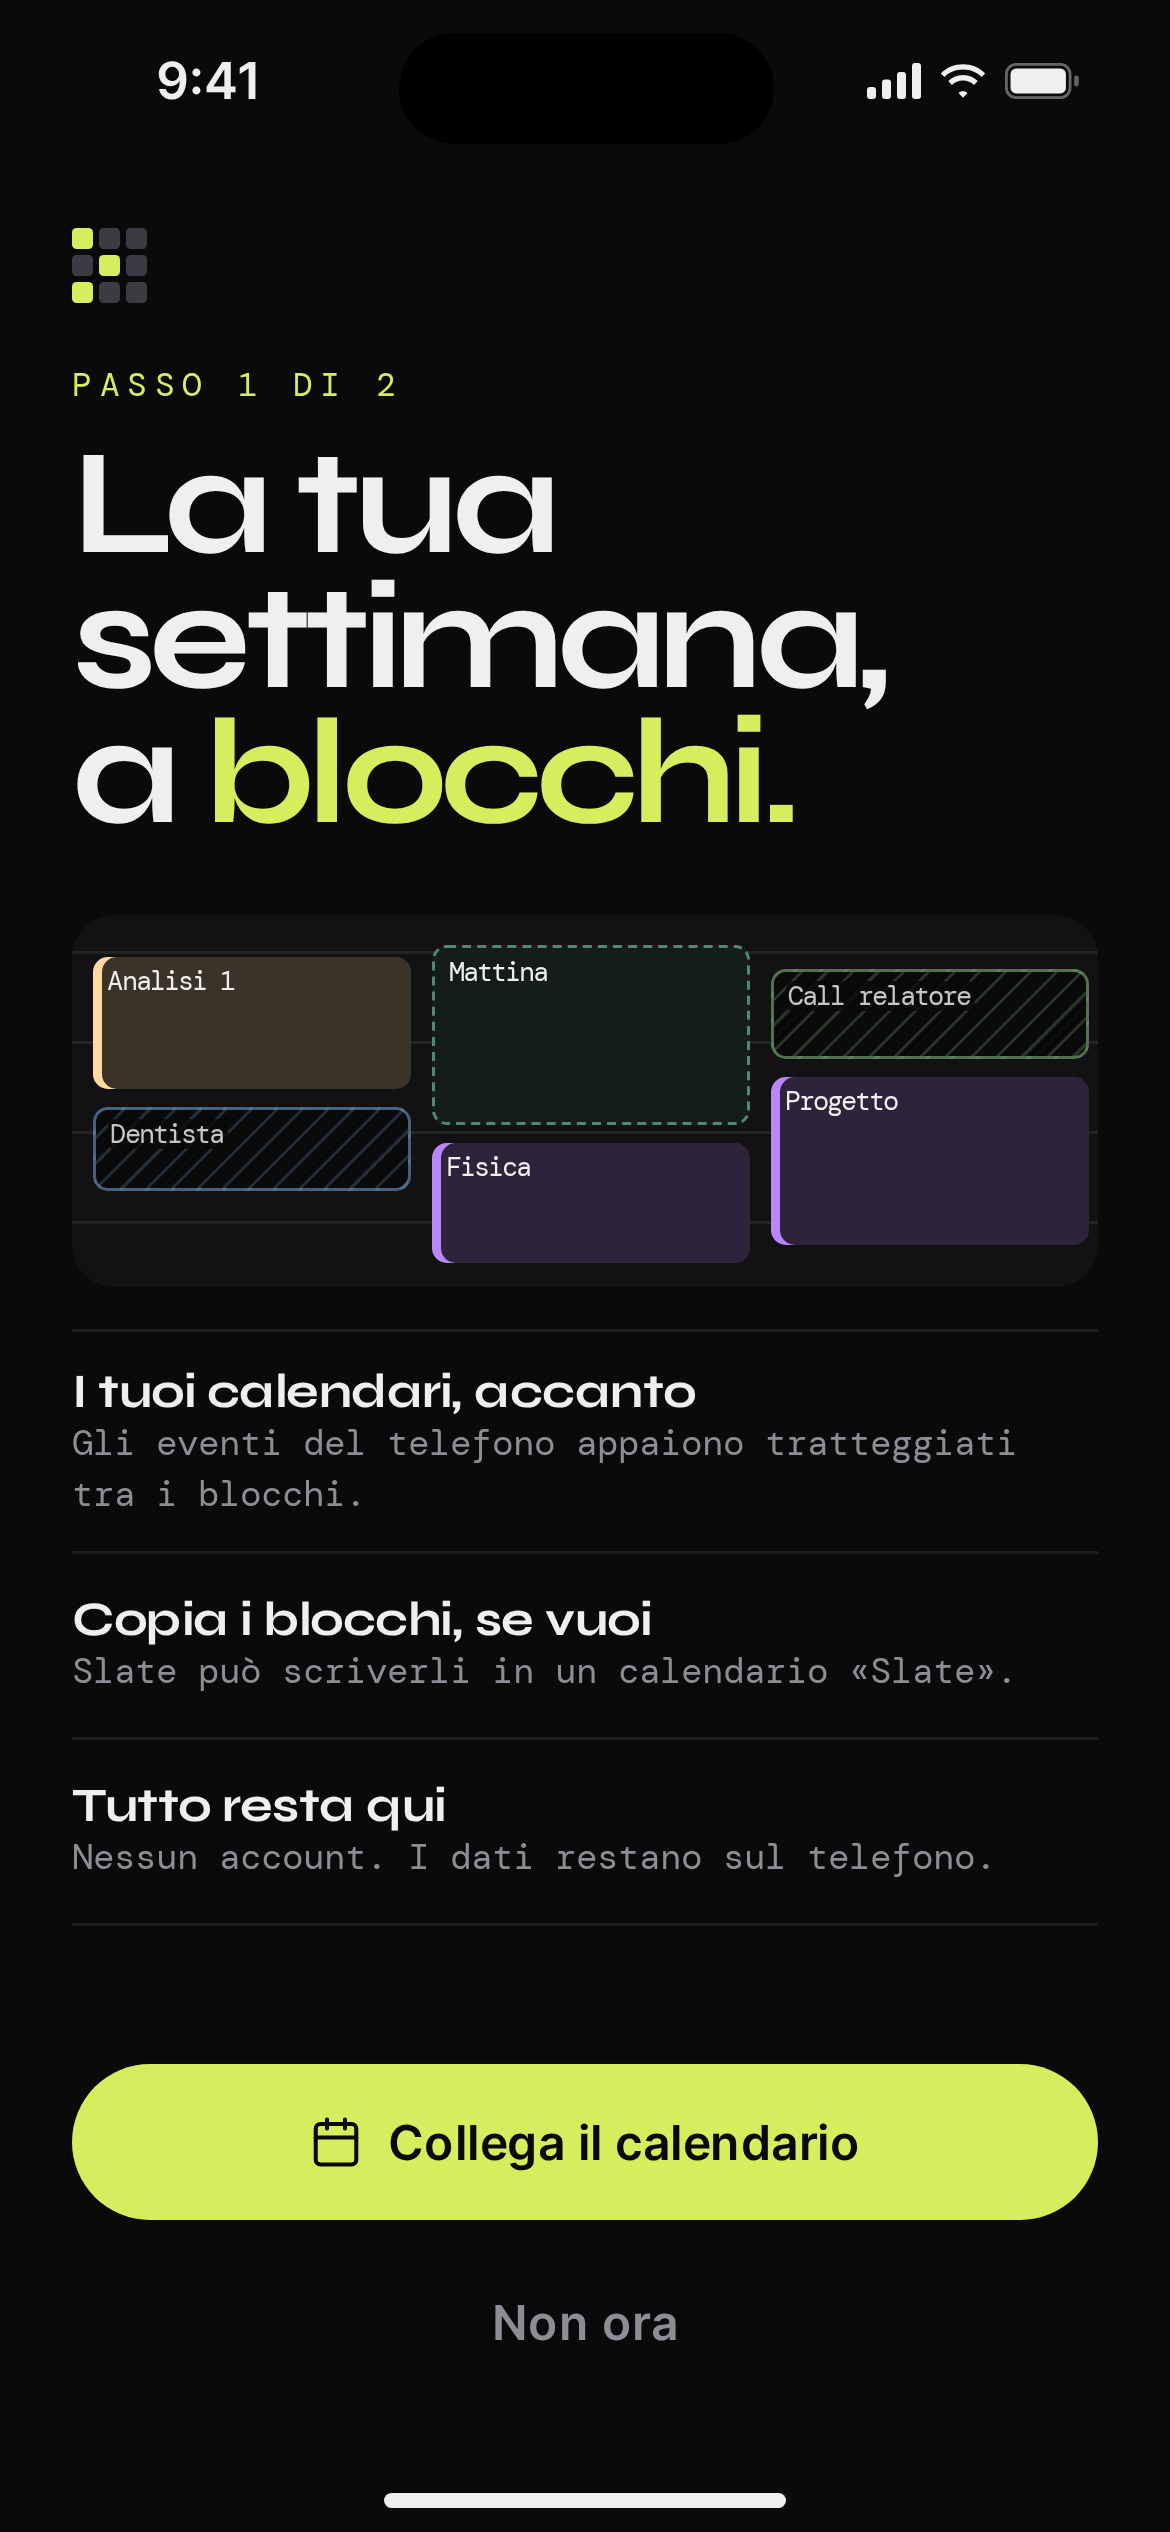 9:41
PASSO 1 DI 2
La tua
settimana,
a blocchi.
Analisi 1
Mattina
Call relatore
Dentista
Progetto
Fisica
I tuoi calendari, accanto
Gli eventi del telefono appaiono tratteggiati
tra i blocchi.
Copia i blocchi, se vuoi
Slate può scriverli in un calendario «Slate».
Tutto resta qui
Nessun account. I dati restano sul telefono.
Collega il calendario
Non ora